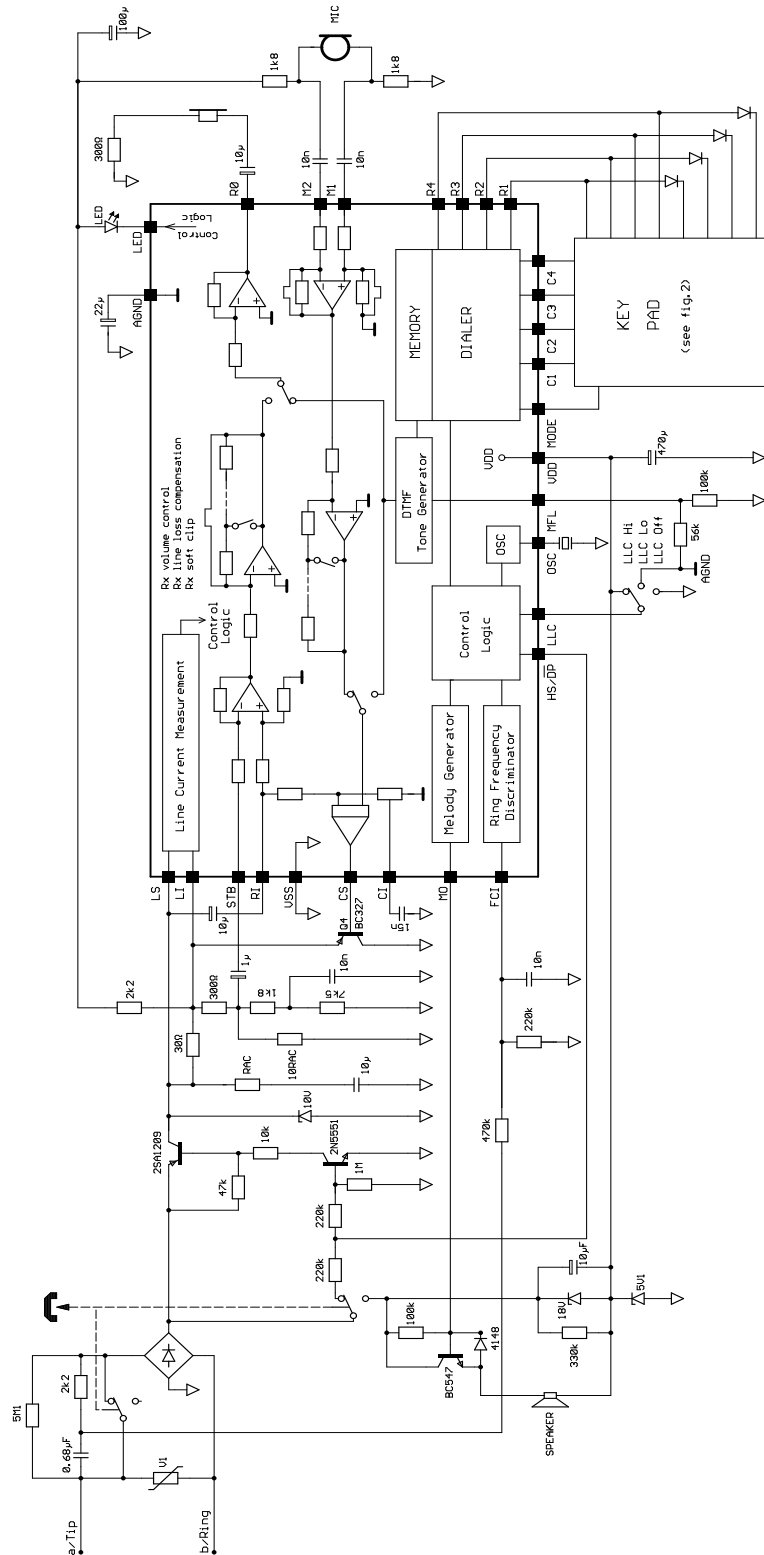 a/Tip
b/Ring
5M1
2k2
0.68µF
V1
2SA1209
47k
10k
2N5551
1M
220k
220k
100k
BC547
4148
SPEAKER
18V
10µF
330k
5V1
470k
220k
10n
10V
RAC
10µ
10RAC
30Ω
300Ω
1k8
7k5
10n
1µ
2k2
10µ
Q4
BC327
15n
LS
LI
STB
RI
VSS
CS
CI
MO
FCI
Line Current Measurement
Control
Logic
Rx volume control
Rx line loss compensation
Rx soft clip
Melody Generator
Ring Frequency
Discriminator
Control
Logic
OSC
DTMF
Tone Generator
MEMORY
DIALER
VDD
HS/DP
LLC
OSC
MFL
VDD
MODE
C1
C2
C3
C4
LLC Hi
LLC Lo
LLC Off
AGND
56k
100k
470µ
KEY
PAD
(see fig.2)
R1
R2
R3
R4
M1
M2
RO
LED
AGND
22µ
LED
Control
Logic
300Ω
10µ
10n
10n
1k8
1k8
MIC
100µ